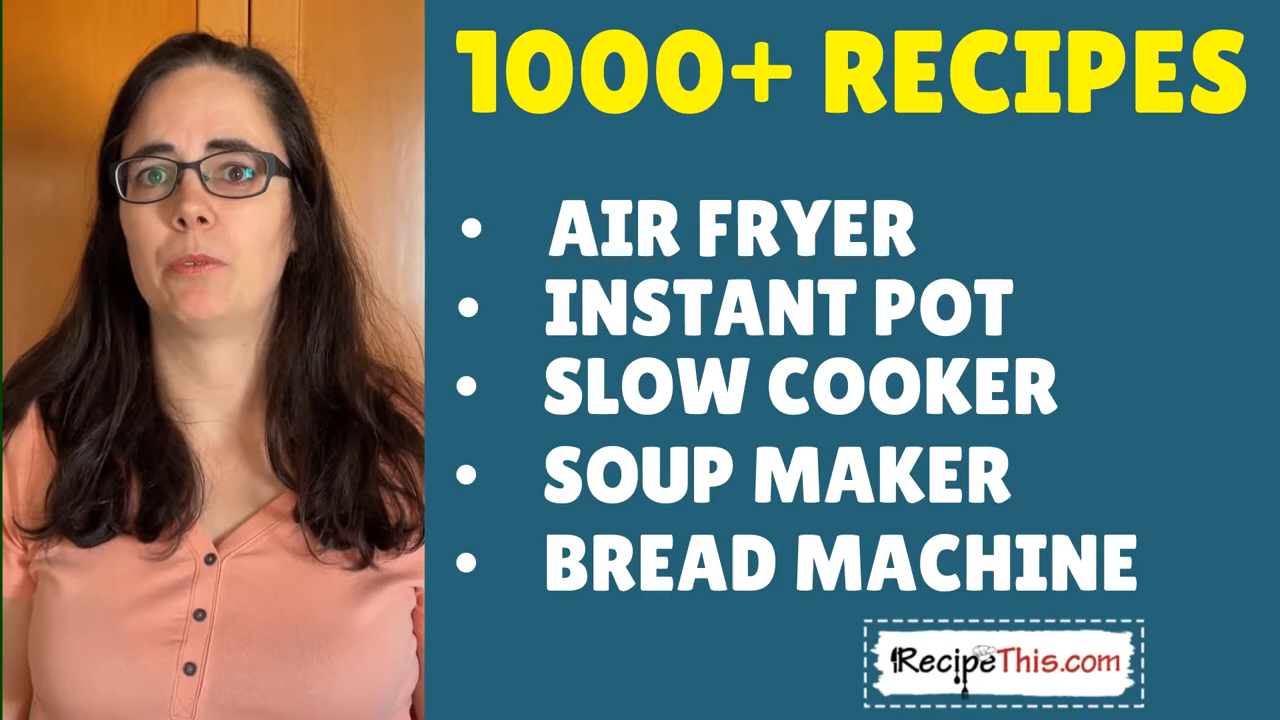 1000+ RECIPES
• AIR FRYER
• INSTANT POT
• SLOW COOKER
• SOUP MAKER
• BREAD MACHINE
RecipeThis.com